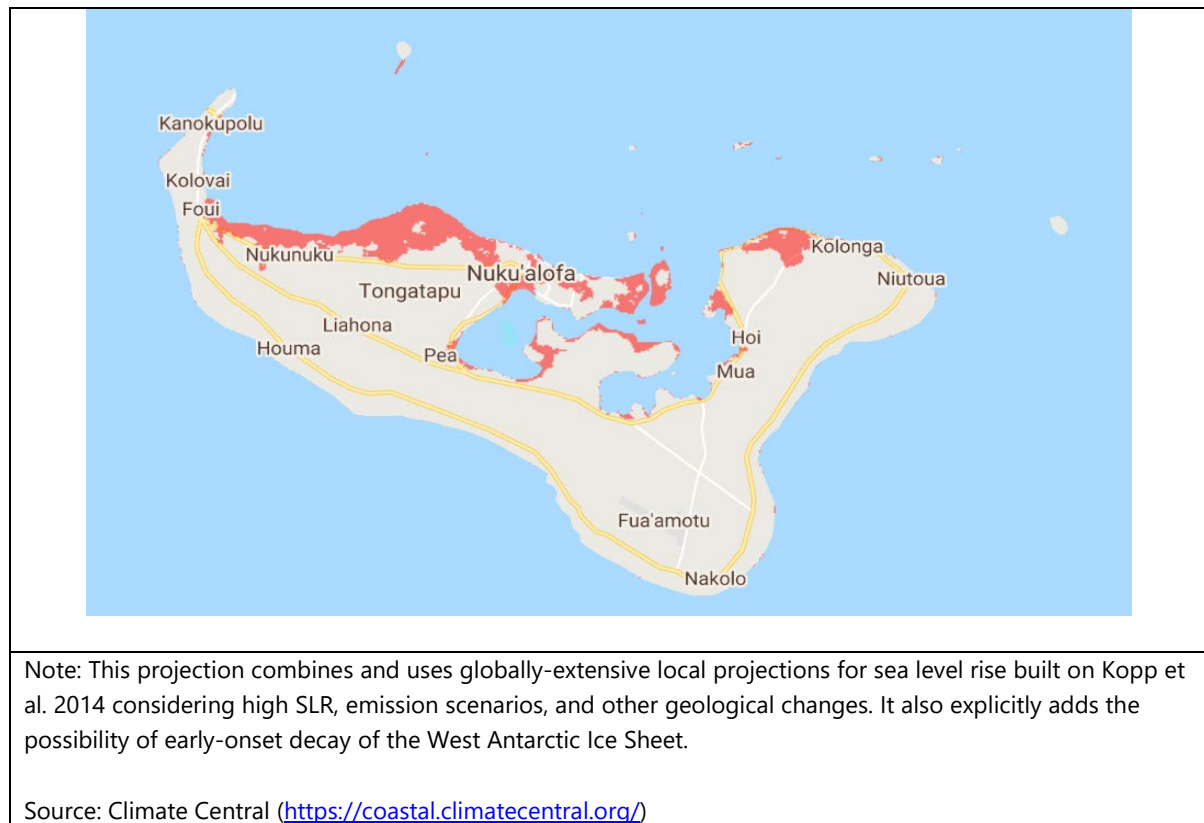 Kanokupolu
Kolovai
Foui
Nukunuku
Nuku'alofa
Kolonga
Niutoua
Tongatapu
Liahona
Houma
Pea
Hoi
Mua
Fua'amotu
Nakolo
Note: This projection combines and uses globally-extensive local projections for sea level rise built on Kopp et
al. 2014 considering high SLR, emission scenarios, and other geological changes. It also explicitly adds the
possibility of early-onset decay of the West Antarctic Ice Sheet.
Source: Climate Central (https://coastal.climatecentral.org/)